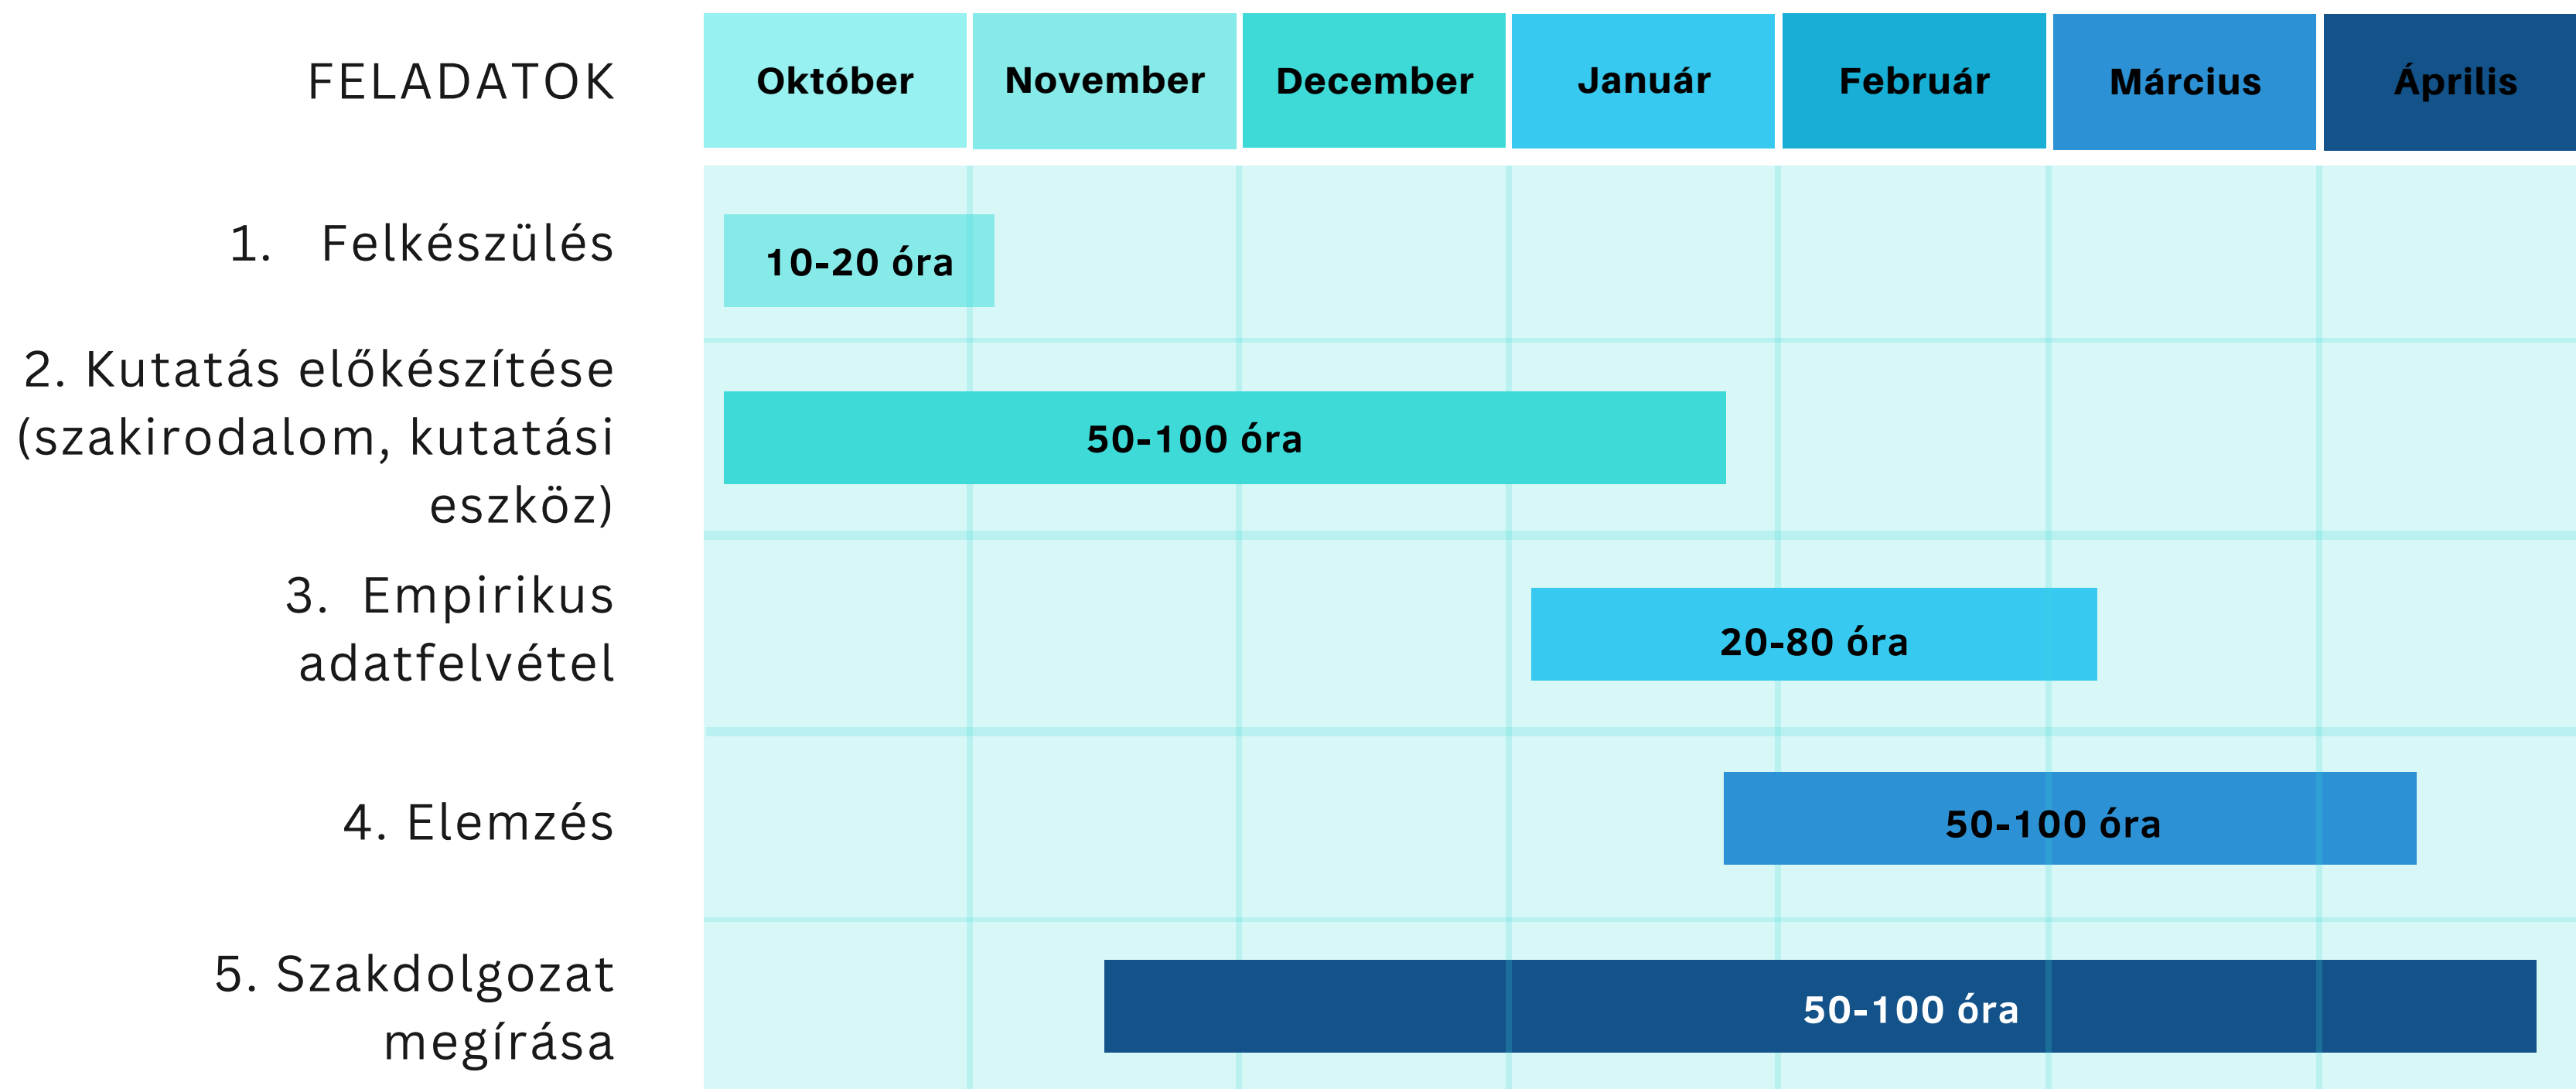 FELADATOK
Október
November
December
Január
Február
Március
Április
1. Felkészülés
10-20 óra
2. Kutatás előkészítése
(szakirodalom, kutatási
eszköz)
50-100 óra
3. Empirikus
adatfelvétel
20-80 óra
4. Elemzés
50-100 óra
5. Szakdolgozat
megírása
50-100 óra